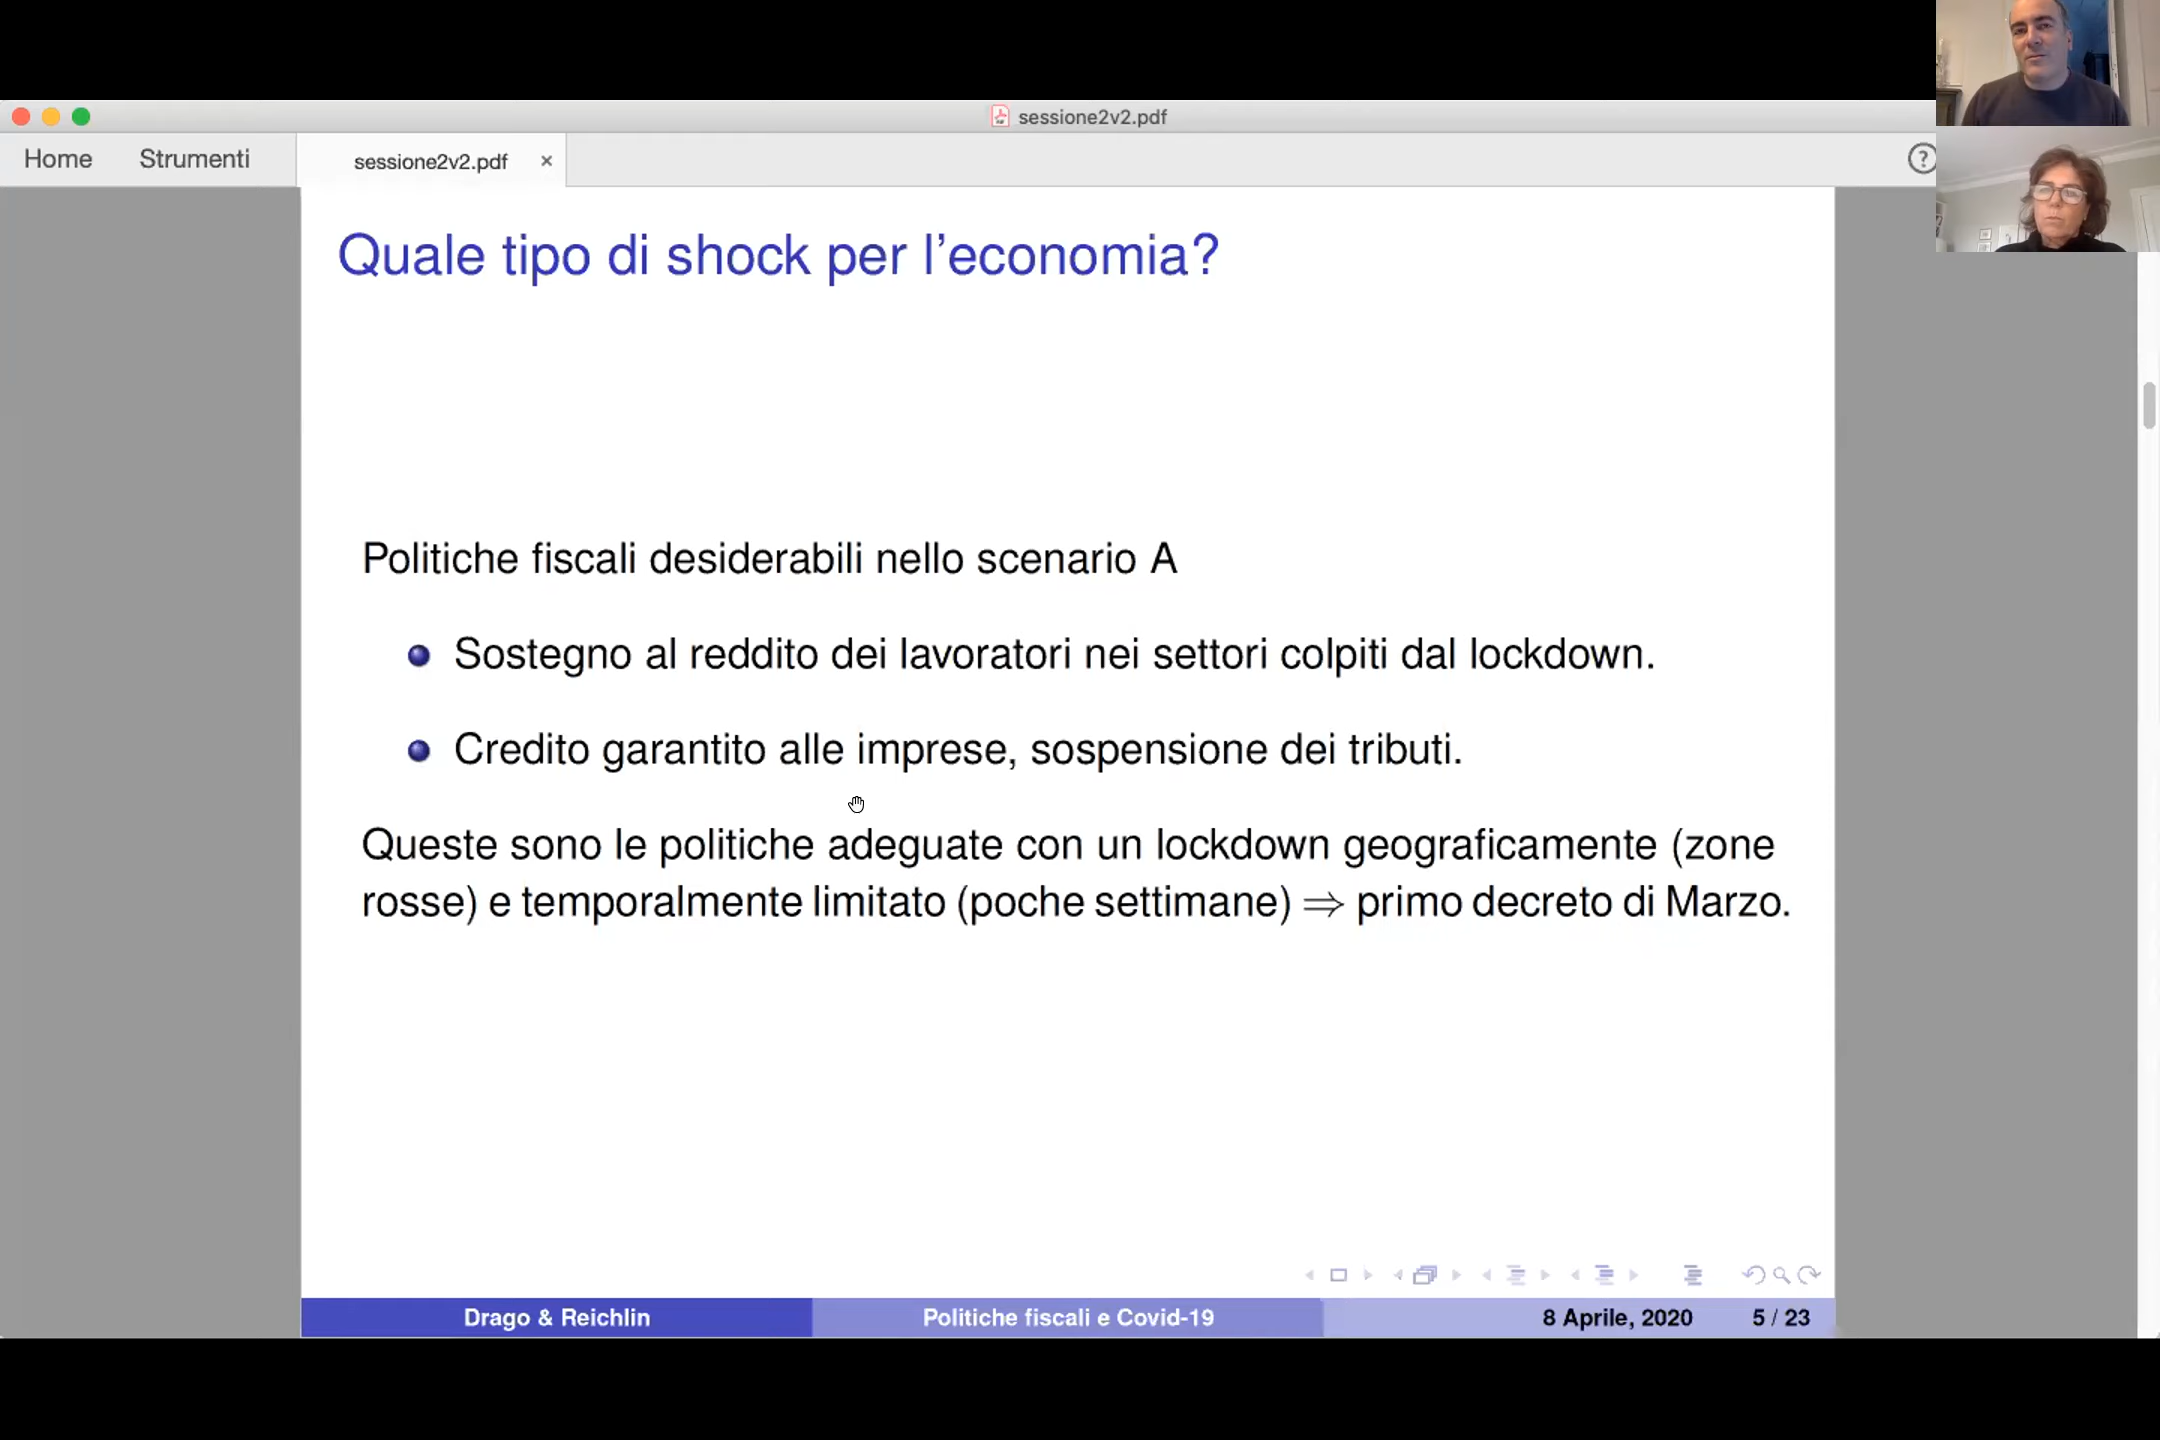 sessione2v2.pdf
Home Strumenti sessione2v2.pdf × ?
Quale tipo di shock per l'economia?
Politiche fiscali desiderabili nello scenario A
Sostegno al reddito dei lavoratori nei settori colpiti dal lockdown.
Credito garantito alle imprese, sospensione dei tributi.
Queste sono le politiche adeguate con un lockdown geograficamente (zone
rosse) e temporalmente limitato (poche settimane) ⇒ primo decreto di Marzo.
Drago & Reichlin Politiche fiscali e Covid-19 8 Aprile, 2020 5 / 23